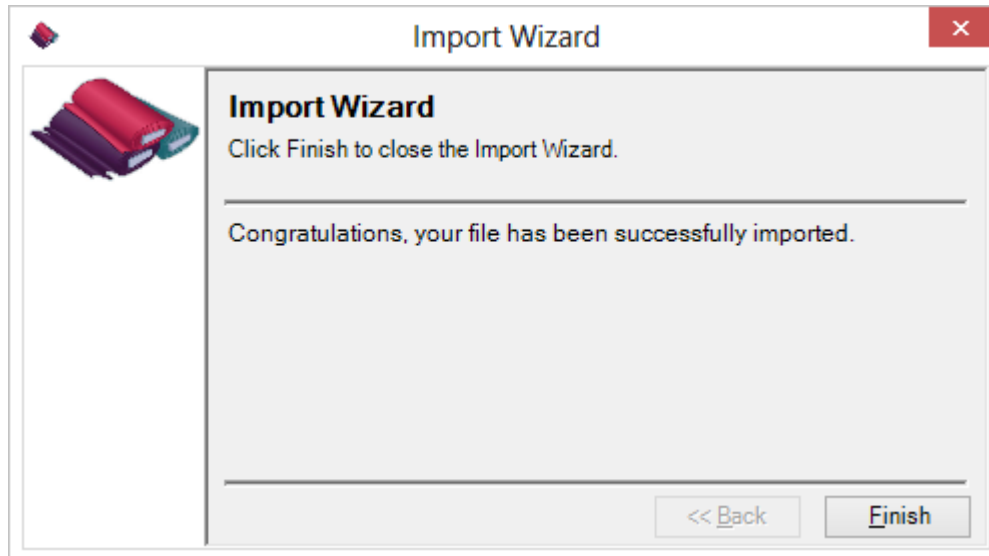 Import Wizard
Import Wizard
Click Finish to close the Import Wizard.
Congratulations, your file has been successfully imported.
<< Back
Finish